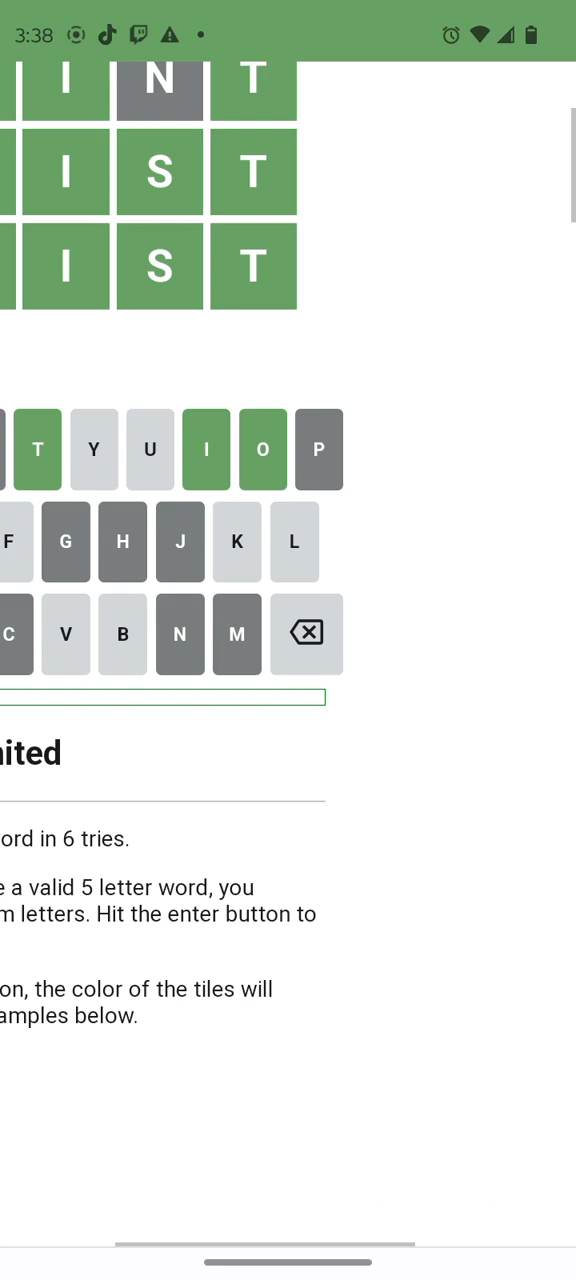 3:38
I N T
I S T
I S T
T Y U I O P
F G H J K L
C V B N M
nited
ord in 6 tries.
e a valid 5 letter word, you
m letters. Hit the enter button to
on, the color of the tiles will
amples below.